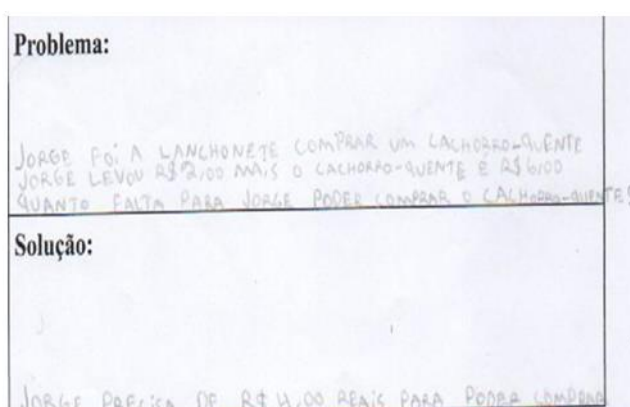 Problema:
JORGE FOI A LANCHONETE COMPRAR UM CACHORRO-QUENTE
JORGE LEVOU R$ 2,00 MAIS O CACHORRO-QUENTE E R$ 6,00
QUANTO FALTA PARA JORGE PODER COMPRAR O CACHORRO-QUENTE?
Solução:
JORGE PRECISA DE R$ 4,00 REAIS PARA PODER COMPRAR